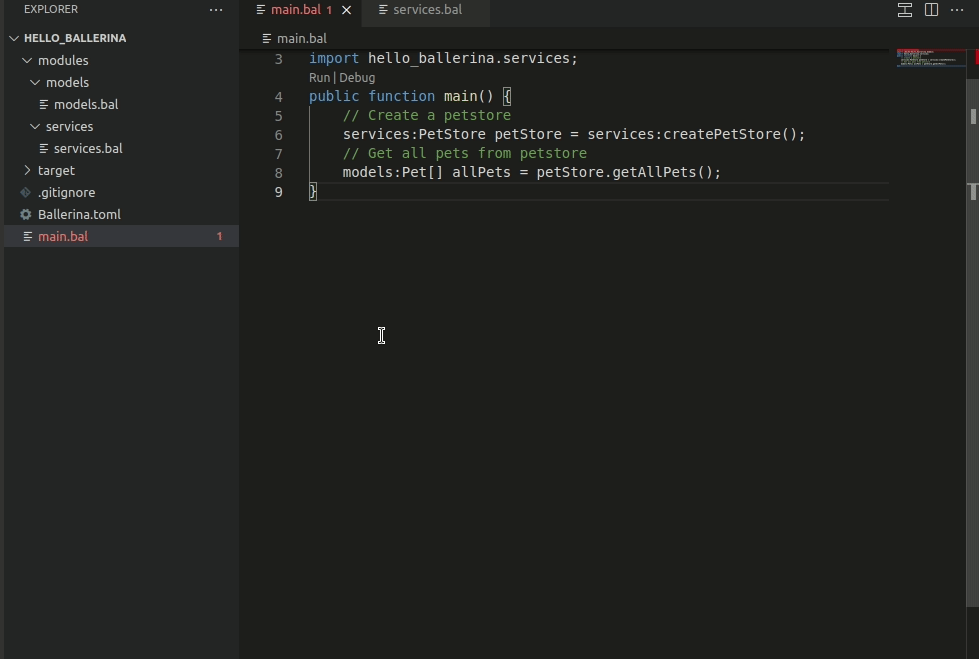 EXPLORER
HELLO_BALLERINA
modules
models
models.bal
services
services.bal
target
.gitignore
Ballerina.toml
main.bal 1
main.bal 1 services.bal
main.bal
3 import hello_ballerina.services;
Run | Debug
4 public function main() {
5 // Create a petstore
6 services:PetStore petStore = services:createPetStore();
7 // Get all pets from petstore
8 models:Pet[] allPets = petStore.getAllPets();
9 }